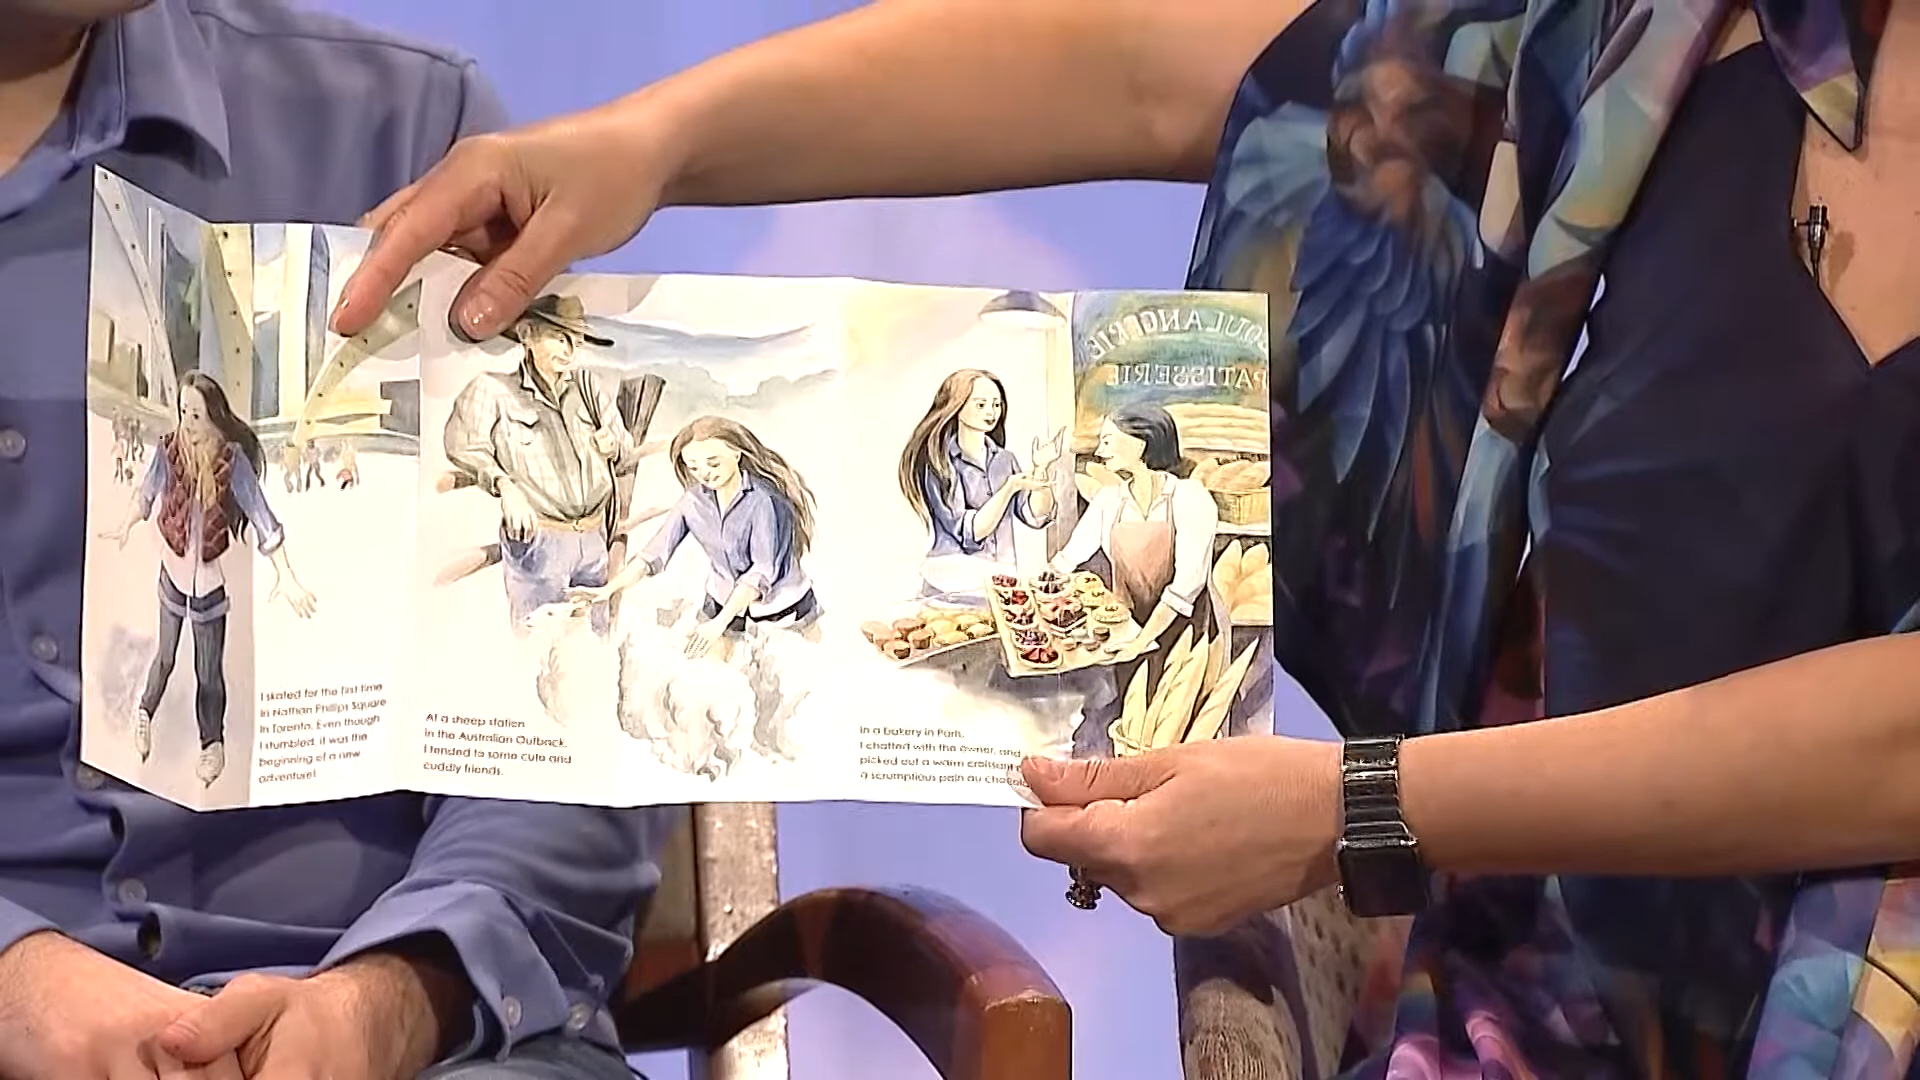 I skated for the first time
in Nathan Phillips Square
in Toronto. Even though
I stumbled, it was the
beginning of a new
adventure!
At a sheep station
in the Australian Outback,
I tended to some cute and
cuddly friends.
BOULANGERIE
PATISSERIE
In a bakery in Paris,
I chatted with the owner, and
picked out a warm croissant
a scrumptious pain au chocola